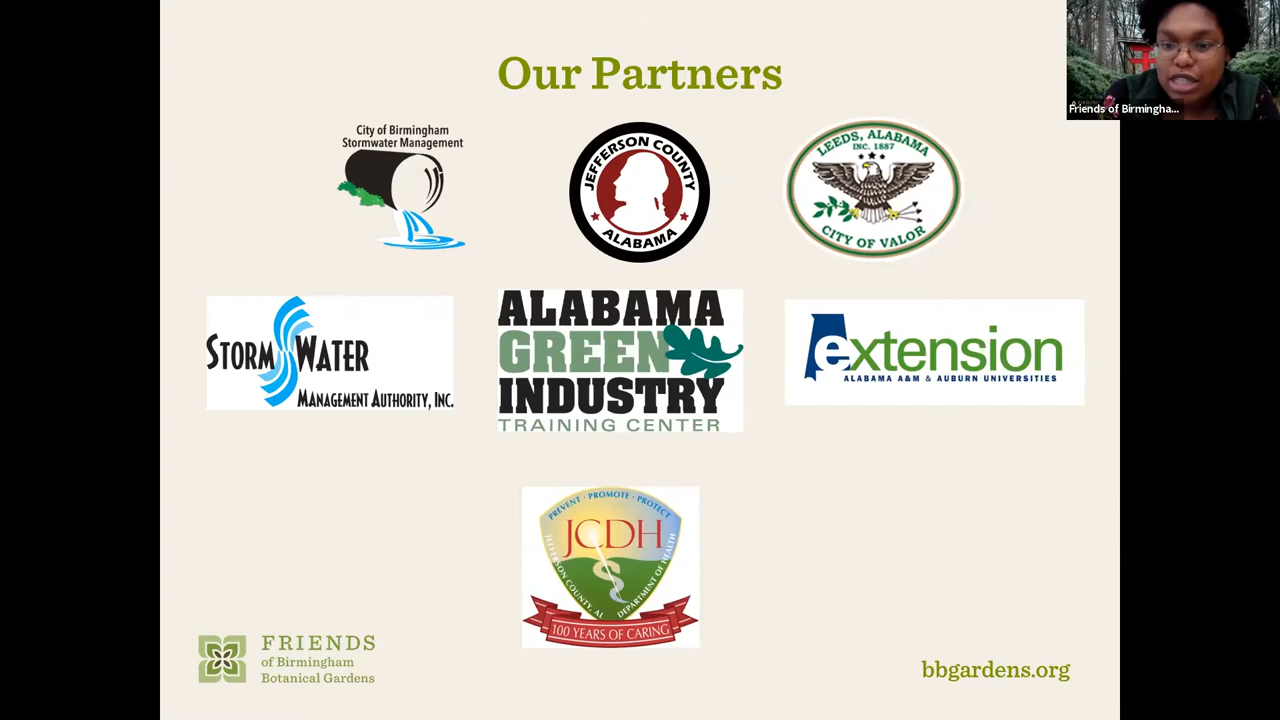 Our Partners
Friends of Birmingha...
City of Birmingham
Stormwater Management
JEFFERSON COUNTY
ALABAMA
LEEDS, ALABAMA
INC. 1887
CITY OF VALOR
STORM WATER
MANAGEMENT AUTHORITY, INC.
ALABAMA
GREEN
INDUSTRY
TRAINING CENTER
extension
ALABAMA A&M & AUBURN UNIVERSITIES
PREVENT · PROMOTE · PROTECT
JCDH
JEFFERSON COUNTY, AL
DEPARTMENT OF HEALTH
100 YEARS OF CARING
FRIENDS
of Birmingham
Botanical Gardens
bbgardens.org